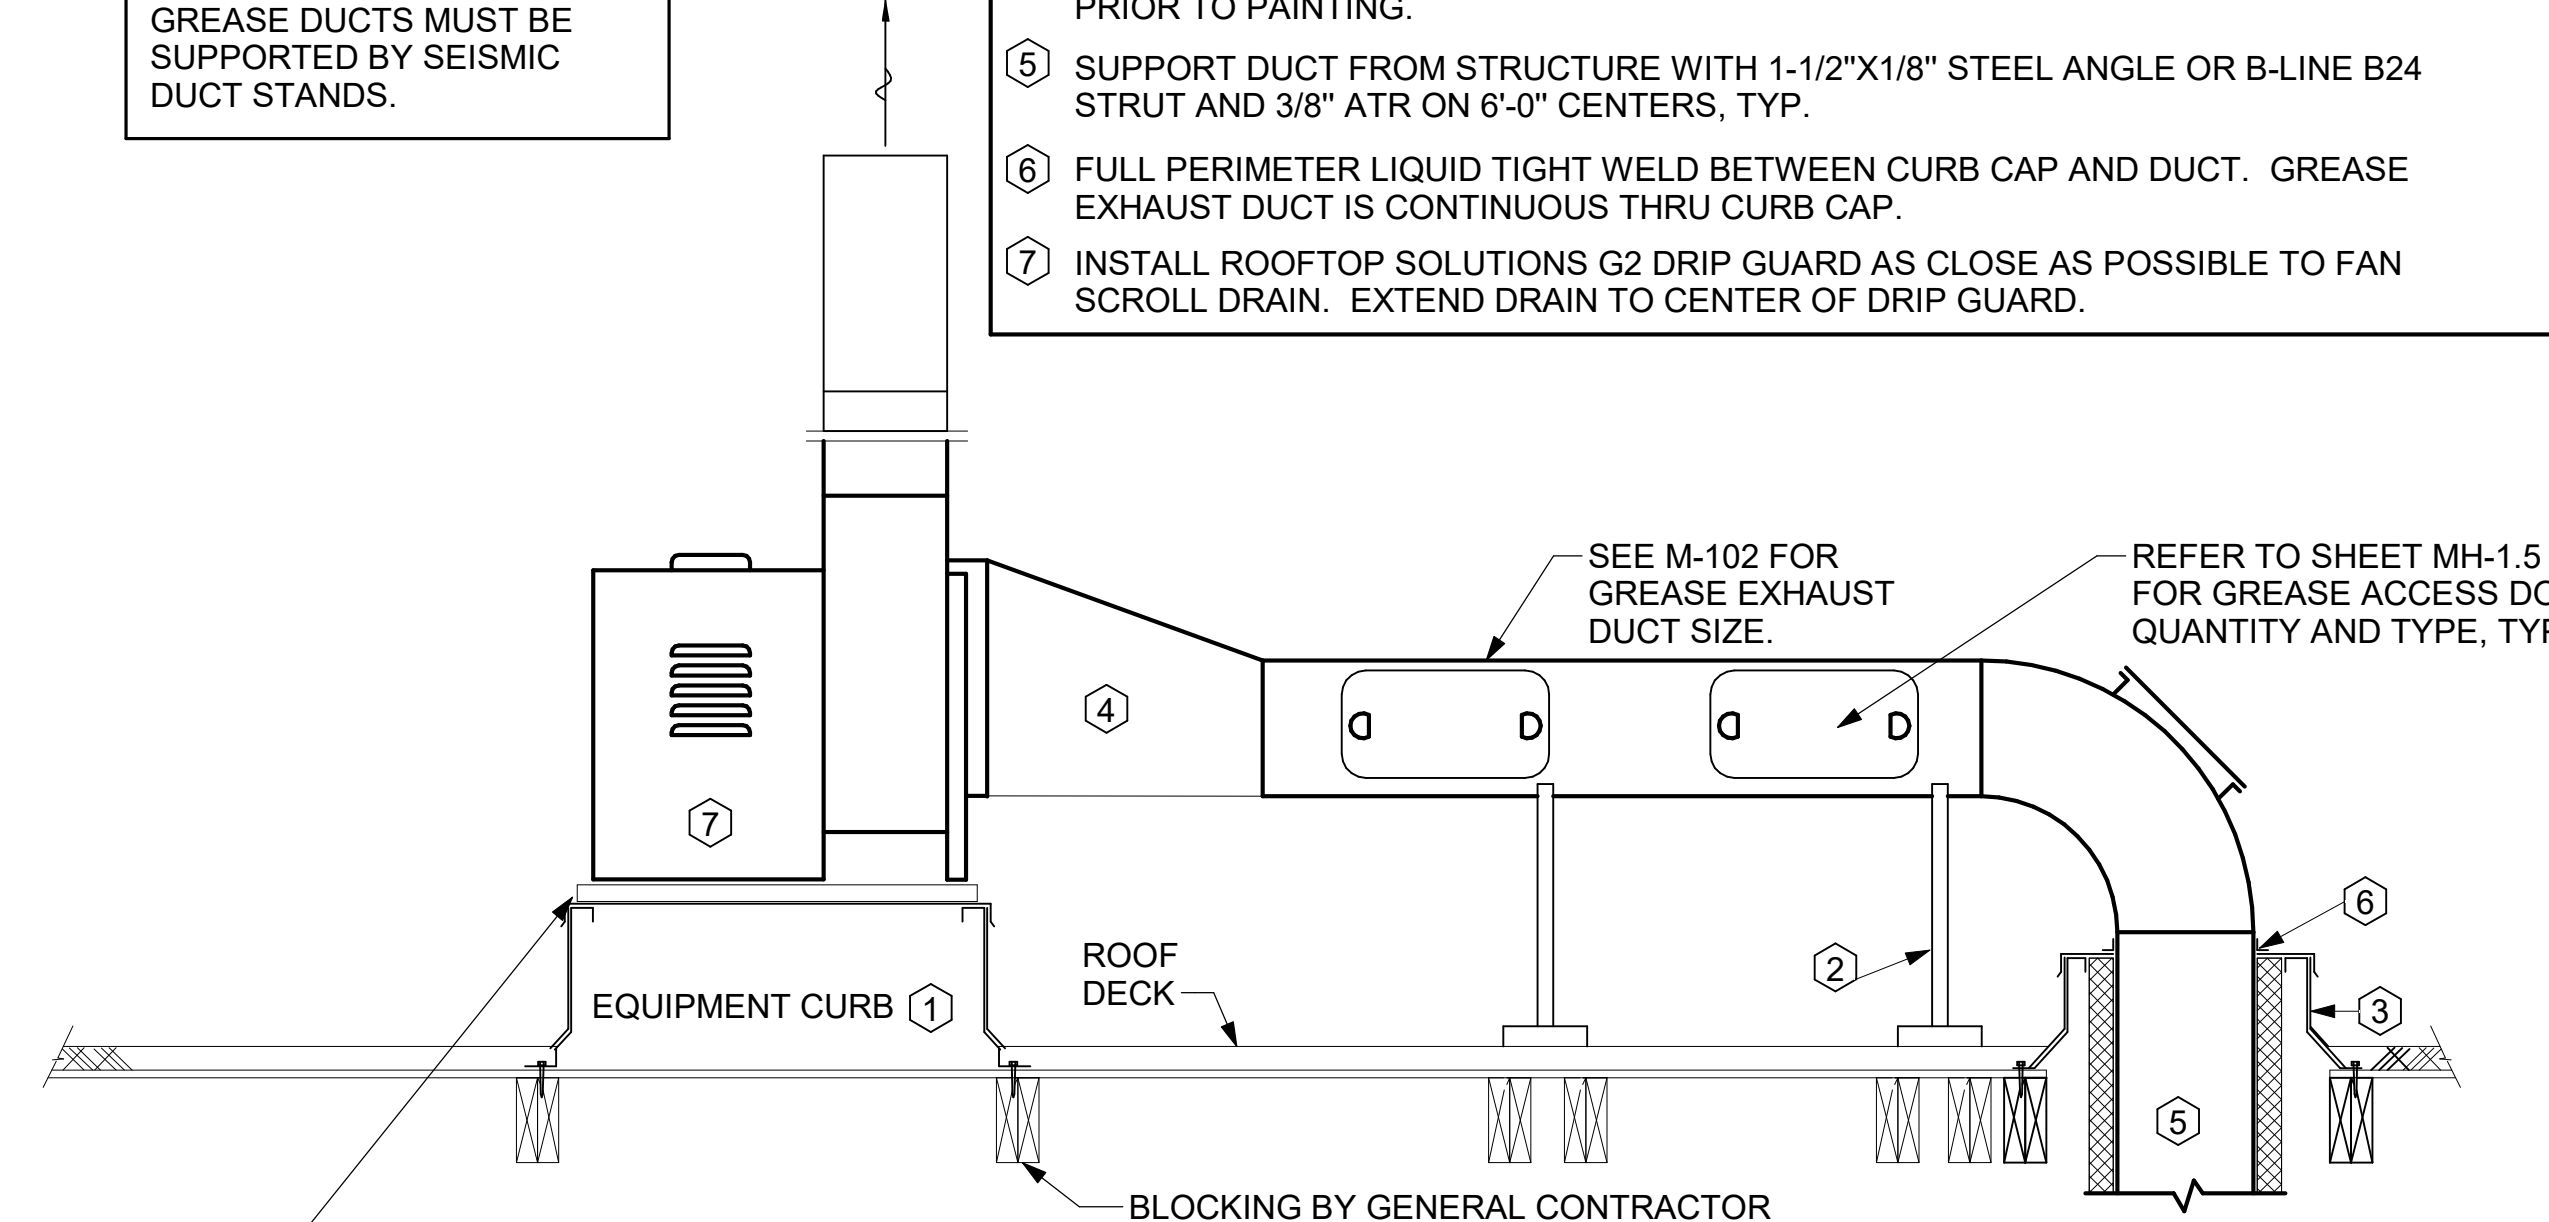 GREASE DUCTS MUST BE
SUPPORTED BY SEISMIC
DUCT STANDS.
PRIOR TO PAINTING.
5 SUPPORT DUCT FROM STRUCTURE WITH 1-1/2"X1/8" STEEL ANGLE OR B-LINE B24
STRUT AND 3/8" ATR ON 6'-0" CENTERS, TYP.
6 FULL PERIMETER LIQUID TIGHT WELD BETWEEN CURB CAP AND DUCT. GREASE
EXHAUST DUCT IS CONTINUOUS THRU CURB CAP.
7 INSTALL ROOFTOP SOLUTIONS G2 DRIP GUARD AS CLOSE AS POSSIBLE TO FAN
SCROLL DRAIN. EXTEND DRAIN TO CENTER OF DRIP GUARD.
SEE M-102 FOR
GREASE EXHAUST
DUCT SIZE.
REFER TO SHEET MH-1.5
FOR GREASE ACCESS
QUANTITY AND TYPE,
4
7
6
2
ROOF
DECK
EQUIPMENT CURB 1
3
5
BLOCKING BY GENERAL CONTRACTOR